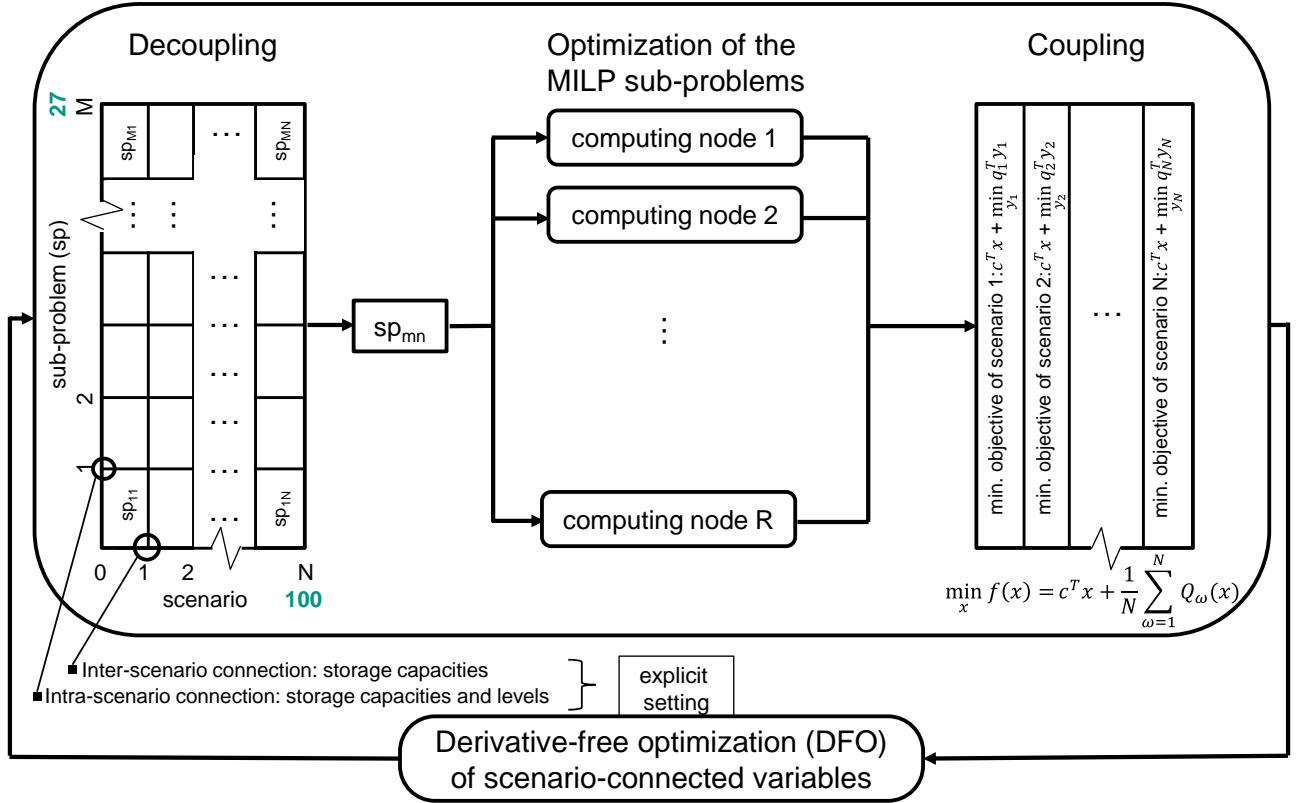 Decoupling
27
M
sp_M1
...
sp_MN
...
...
...
sub-problem (sp)
...
...
...
2
...
1
...
sp_11
...
sp_1N
0
1
2
N
scenario
100
sp_mn
Optimization of the
MILP sub-problems
computing node 1
computing node 2
...
computing node R
Coupling
min. objective of scenario 1:c^T x + min_{y_1} q_1^T y_1
min. objective of scenario 2:c^T x + min_{y_2} q_2^T y_2
...
min. objective of scenario N:c^T x + min_{y_N} q_N^T y_N
min_x f(x) = c^T x + \frac{1}{N} \sum_{ω=1}^{N} Q_ω(x)
■ Inter-scenario connection: storage capacities
■ Intra-scenario connection: storage capacities and levels
explicit
setting
Derivative-free optimization (DFO)
of scenario-connected variables